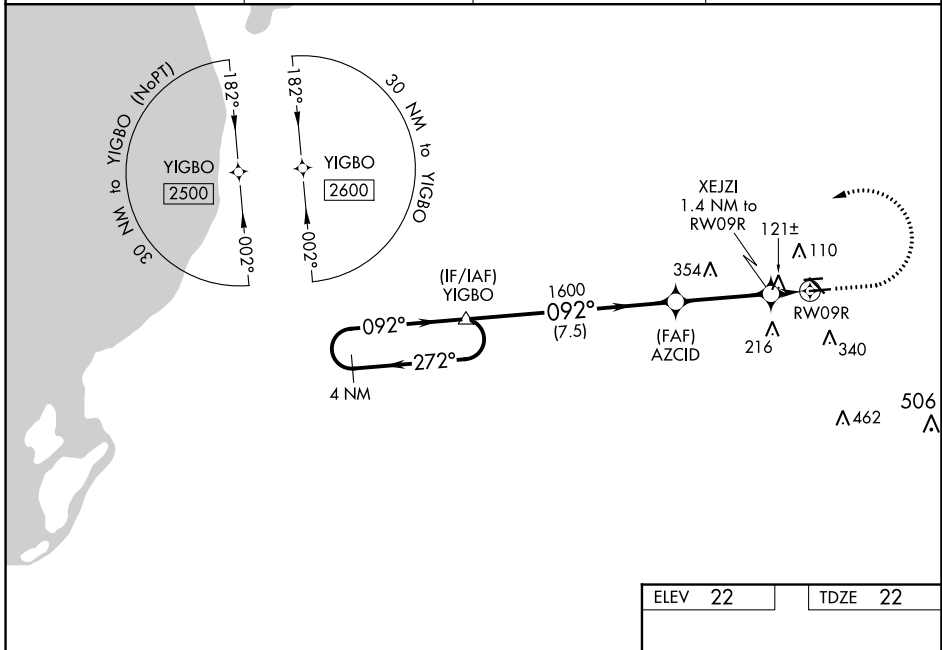 30 NM to YIGBO (NoPT)
182°
YIGBO
2500
002°
182°
YIGBO
2600
002°
30 NM to YIGBO
XEJZI
1.4 NM to
RW09R
121±
110
(IF/IAF)
YIGBO
1600
354
092°
092°
(7.5)
RW09R
(FAF)
AZCID
216
340
272°
4 NM
462
506
ELEV 22
TDZE 22